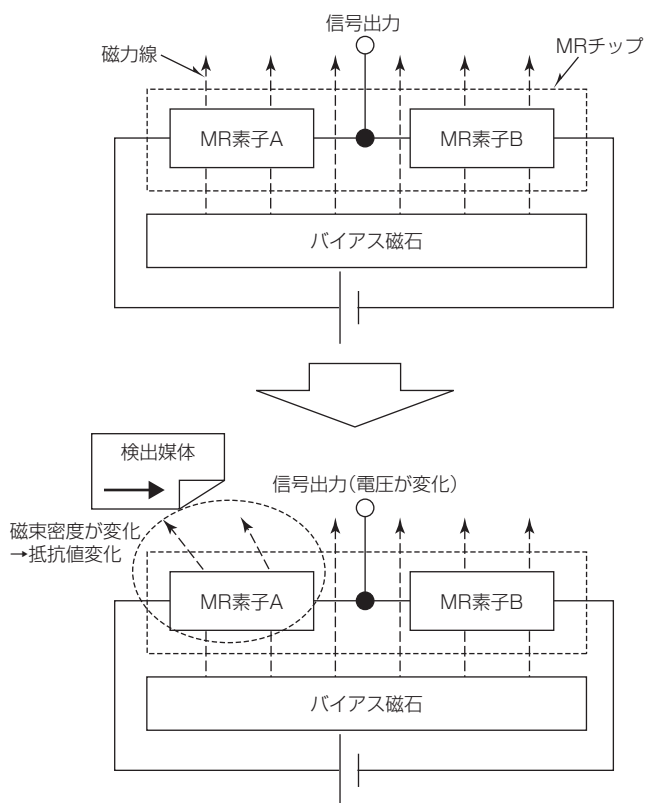 信号出力
磁力線
MRチップ
MR素子A
MR素子B
バイアス磁石
検出媒体
信号出力（電圧が変化）
磁束密度が変化
→抵抗値変化
MR素子A
MR素子B
バイアス磁石